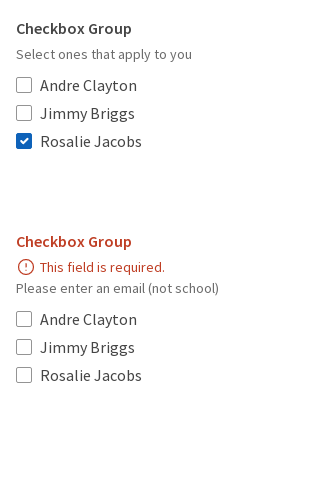 Checkbox Group
Select ones that apply to you
Andre Clayton
Jimmy Briggs
Rosalie Jacobs
Checkbox Group
This field is required.
Please enter an email (not school)
Andre Clayton
Jimmy Briggs
Rosalie Jacobs